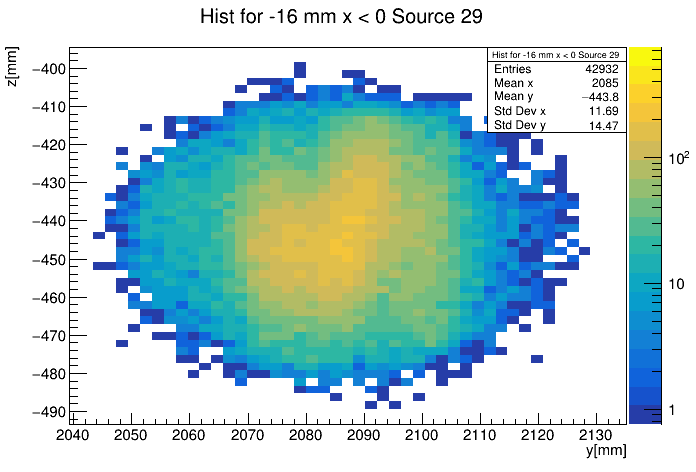 Hist for -16 mm x < 0 Source 29
z[mm]
Hist for -16 mm x < 0 Source 29
Entries 42932
Mean x 2085
Mean y −443.8
Std Dev x 11.69
Std Dev y 14.47
−400
−410
−420
−430
−440
−450
−460
−470
−480
−490
10²
10
1
2040 2050 2060 2070 2080 2090 2100 2110 2120 2130
y[mm]